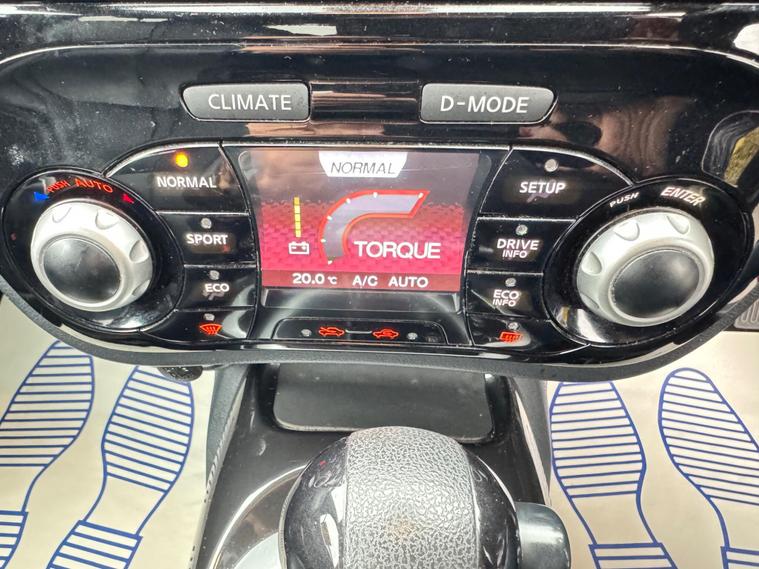 CLIMATE
D-MODE
PUSH AUTO
NORMAL
SPORT
ECO
NORMAL
TORQUE
20.0 °C A/C AUTO
SETUP
DRIVE
INFO
ECO
INFO
PUSH ENTER